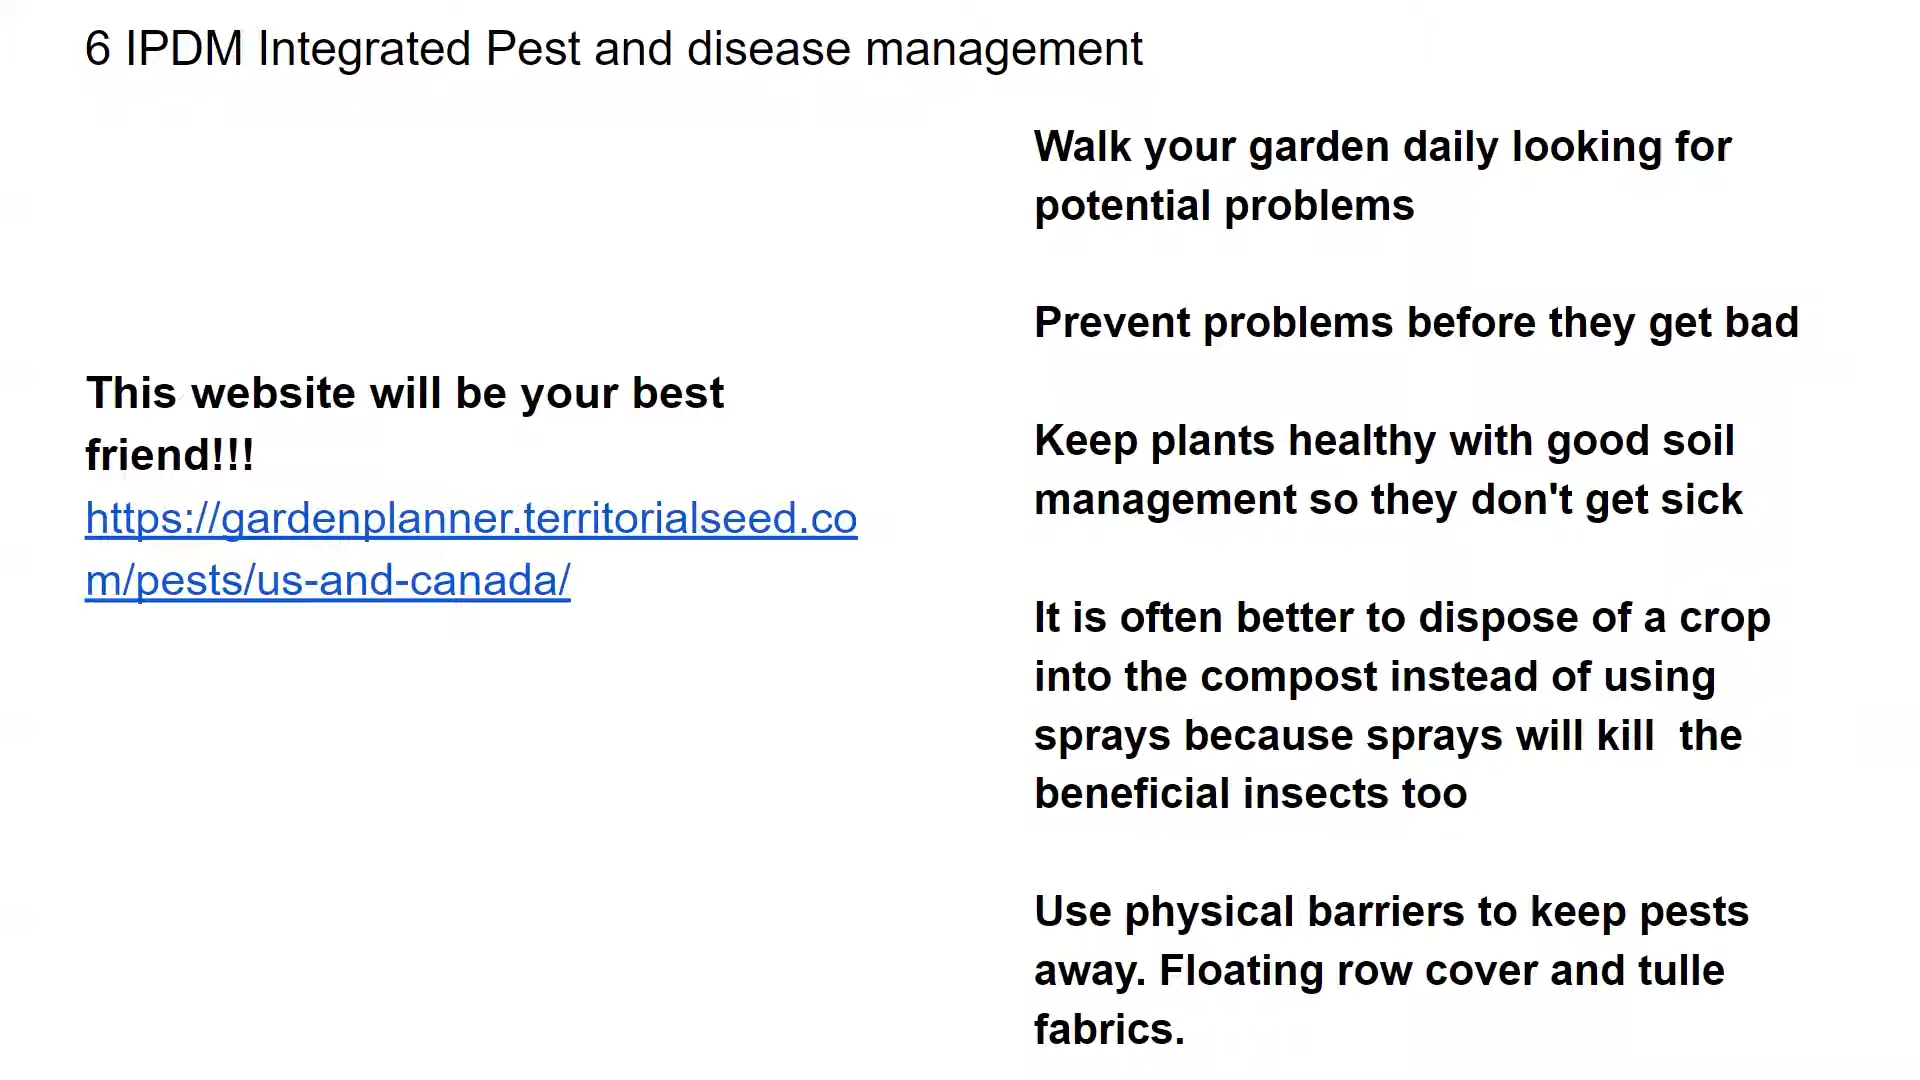 6 IPDM Integrated Pest and disease management
This website will be your best
friend!!!
https://gardenplanner.territorialseed.co
m/pests/us-and-canada/
Walk your garden daily looking for
potential problems
Prevent problems before they get bad
Keep plants healthy with good soil
management so they don't get sick
It is often better to dispose of a crop
into the compost instead of using
sprays because sprays will kill  the
beneficial insects too
Use physical barriers to keep pests
away. Floating row cover and tulle
fabrics.